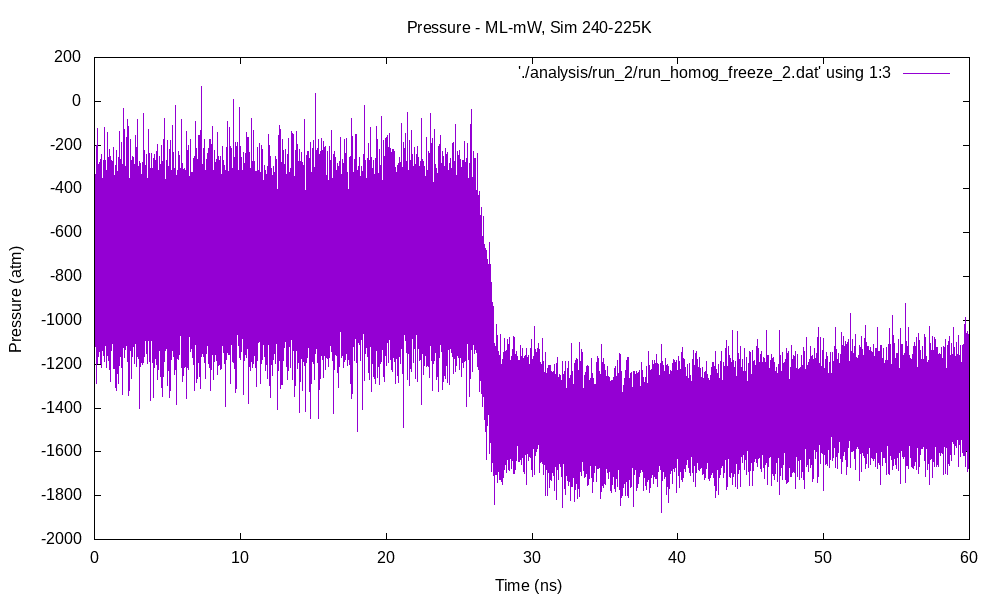 Pressure - ML-mW, Sim 240-225K
'./analysis/run_2/run_homog_freeze_2.dat' using 1:3
Pressure (atm)
200
0
-200
-400
-600
-800
-1000
-1200
-1400
-1600
-1800
-2000
0 10 20 30 40 50 60
Time (ns)